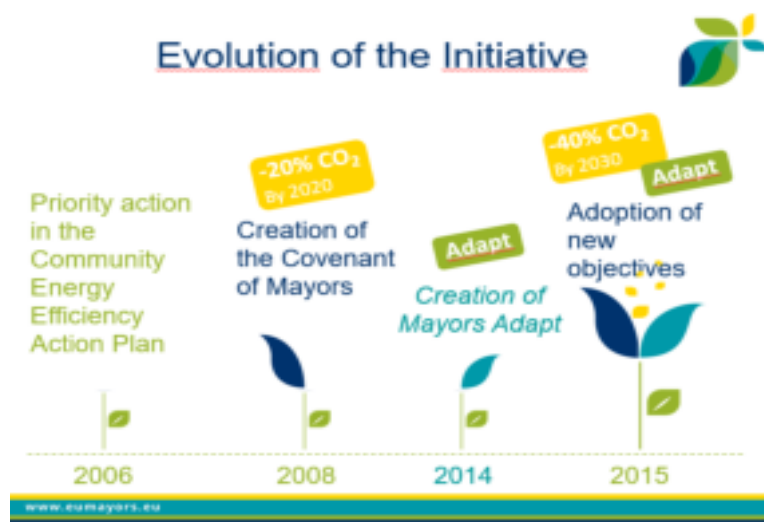 Evolution of the Initiative
Priority action
in the
Community
Energy
Efficiency
Action Plan
-20% CO₂
By 2020
Creation of
the Covenant
of Mayors
Adapt
Creation of
Mayors Adapt
-40% CO₂
By 2030
Adapt
Adoption of
new
objectives
2006
2008
2014
2015
www.eumayors.eu